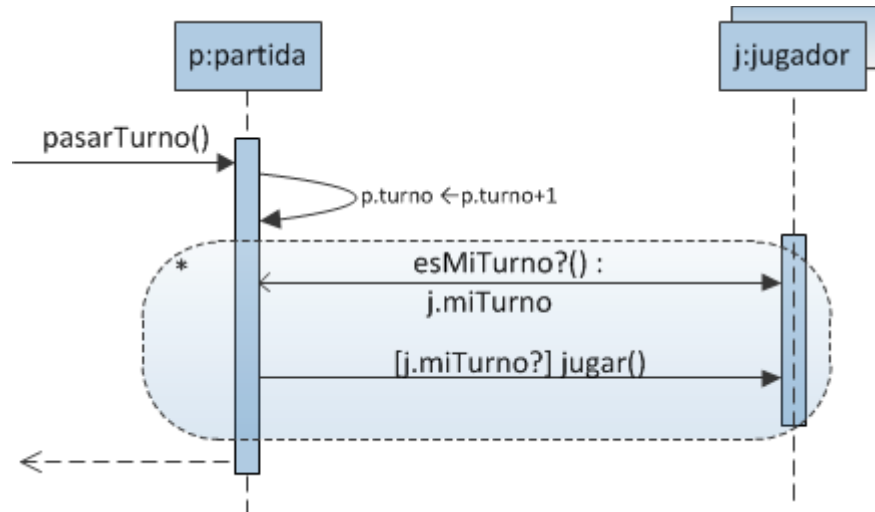 p:partida
j:jugador
pasarTurno()
p.turno ←p.turno+1
*
esMiTurno?() :
j.miTurno
[j.miTurno?] jugar()